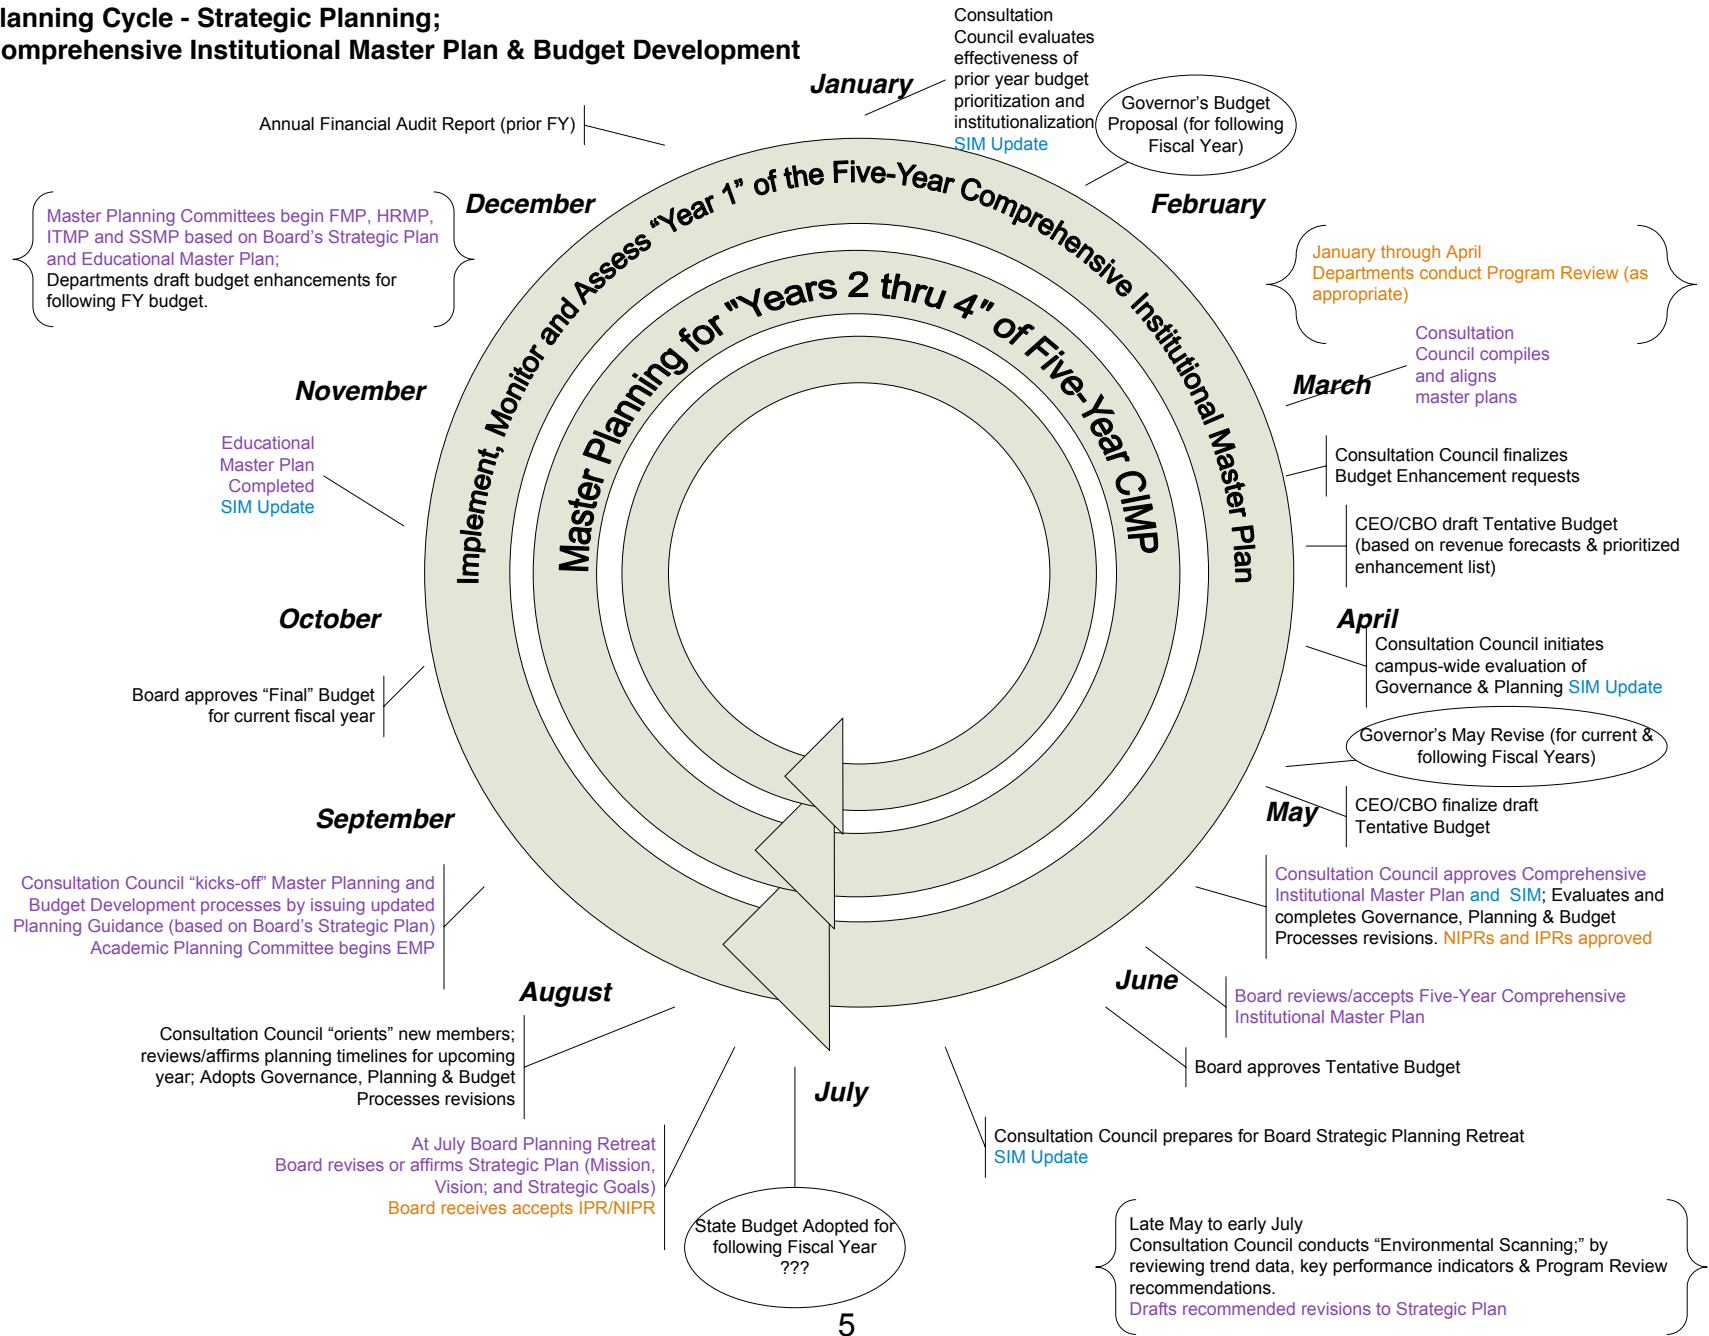 lanning Cycle - Strategic Planning;
omprehensive Institutional Master Plan & Budget Development
January
Consultation
Council evaluates
effectiveness of
prior year budget
prioritization and
institutionalization
SIM Update
Governor's Budget
Proposal (for following
Fiscal Year)
February
January through April
Departments conduct Program Review (as
appropriate)
March
Consultation
Council compiles
and aligns
master plans
Consultation Council finalizes
Budget Enhancement requests
CEO/CBO draft Tentative Budget
(based on revenue forecasts & prioritized
enhancement list)
April
Consultation Council initiates
campus-wide evaluation of
Governance & Planning SIM Update
Governor's May Revise (for current &
following Fiscal Years)
May
CEO/CBO finalize draft
Tentative Budget
Consultation Council approves Comprehensive
Institutional Master Plan and  SIM; Evaluates and
completes Governance, Planning & Budget
Processes revisions. NIPRs and IPRs approved
June
Board reviews/accepts Five-Year Comprehensive
Institutional Master Plan
Board approves Tentative Budget
Consultation Council prepares for Board Strategic Planning Retreat
SIM Update
Late May to early July
Consultation Council conducts “Environmental Scanning;” by
reviewing trend data, key performance indicators & Program Review
recommendations.
Drafts recommended revisions to Strategic Plan
July
State Budget Adopted for
following Fiscal Year
???
At July Board Planning Retreat
Board revises or affirms Strategic Plan (Mission,
Vision; and Strategic Goals)
Board receives accepts IPR/NIPR
August
Consultation Council “orients” new members;
reviews/affirms planning timelines for upcoming
year; Adopts Governance, Planning & Budget
Processes revisions
September
Consultation Council “kicks-off” Master Planning and
Budget Development processes by issuing updated
Planning Guidance (based on Board's Strategic Plan)
Academic Planning Committee begins EMP
October
Board approves “Final” Budget
for current fiscal year
November
Educational
Master Plan
Completed
SIM Update
December
Master Planning Committees begin FMP, HRMP,
ITMP and SSMP based on Board's Strategic Plan
and Educational Master Plan;
Departments draft budget enhancements for
following FY budget.
Annual Financial Audit Report (prior FY)
Implement, Monitor and Assess “Year 1” of the Five-Year Comprehensive Institutional Master Plan
Master Planning for "Years 2 thru 4" of Five-Year CIMP
5